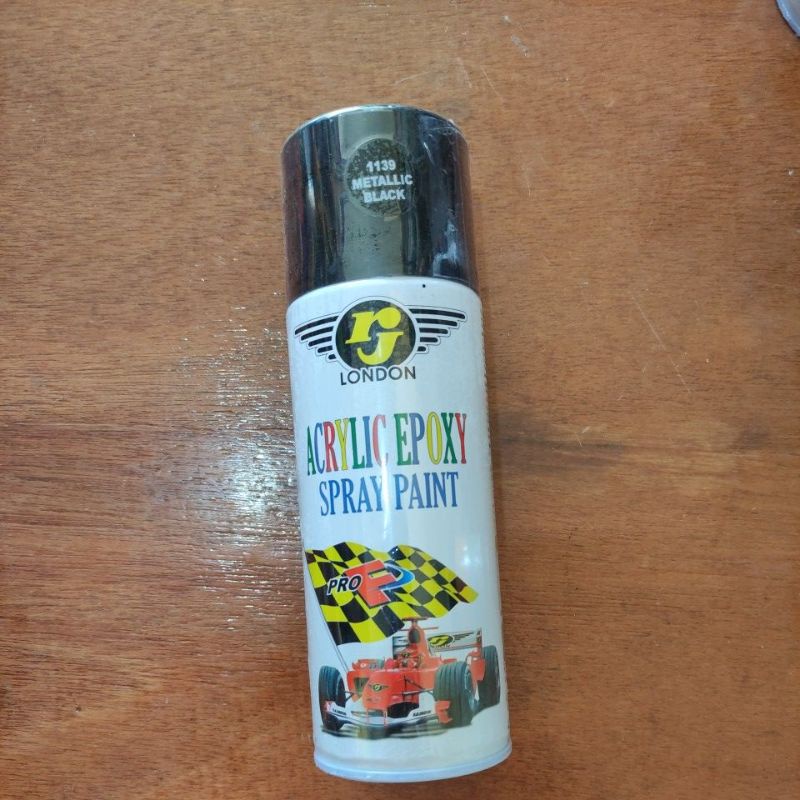 1139
METALLIC
BLACK
rJ
LONDON
ACRYLIC EPOXY
SPRAY PAINT
PRO